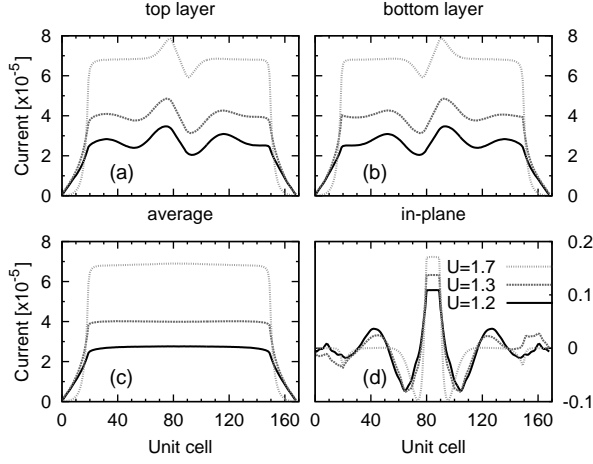 top layer
bottom layer
8
6
4
2
0
Current [x10⁻⁵]
(a)
(b)
8
6
4
2
0
average
in-plane
8
6
4
2
0
Current [x10⁻⁵]
(c)
U=1.7
U=1.3
U=1.2
(d)
0.2
0.1
0
-0.1
0 40 80 120 160
0 40 80 120 160
Unit cell
Unit cell